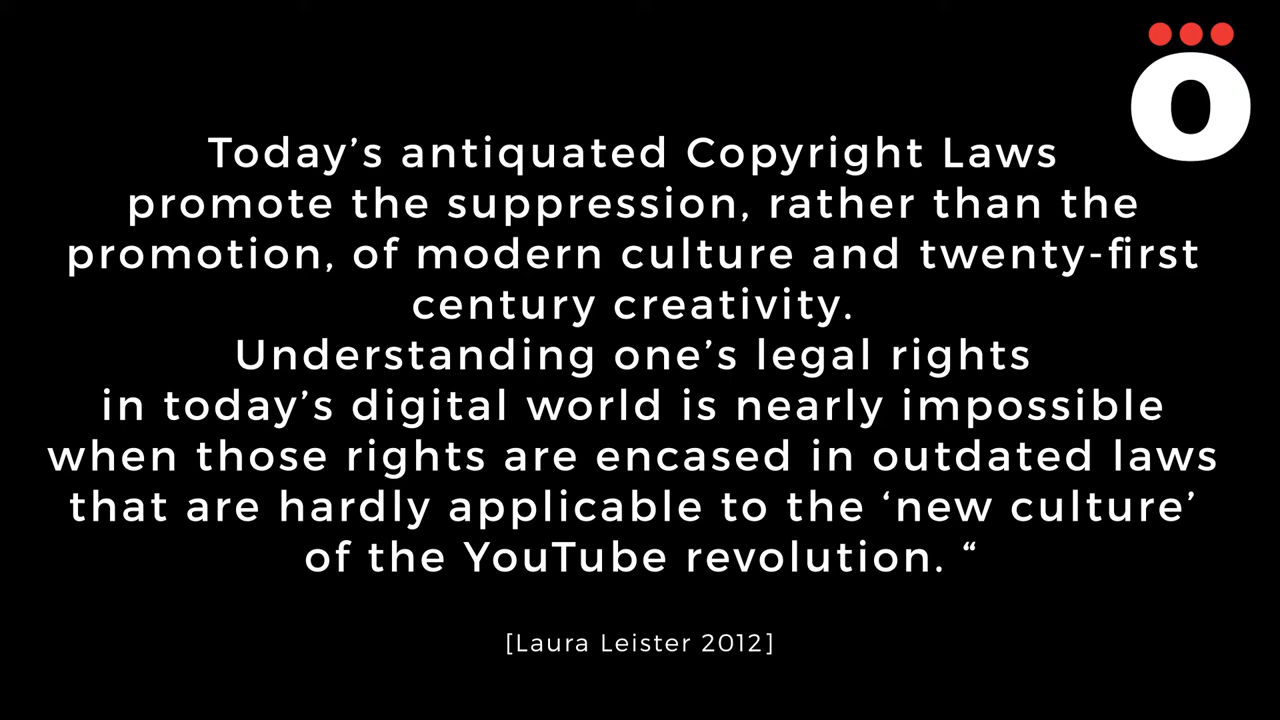 ö
Today’s antiquated Copyright Laws
promote the suppression, rather than the
promotion, of modern culture and twenty-first
century creativity.
Understanding one’s legal rights
in today’s digital world is nearly impossible
when those rights are encased in outdated laws
that are hardly applicable to the ‘new culture’
of the YouTube revolution. “
[Laura Leister 2012]